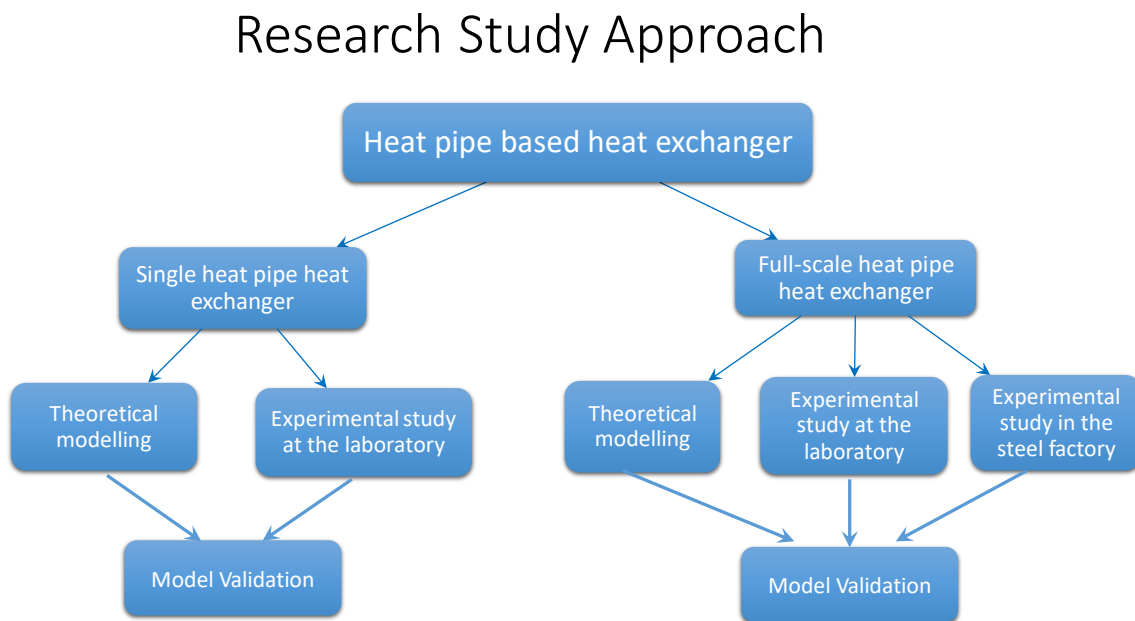 Research Study Approach
Heat pipe based heat exchanger
Single heat pipe heat
exchanger
Full-scale heat pipe
heat exchanger
Theoretical
modelling
Experimental study
at the laboratory
Theoretical
modelling
Experimental
study at the
laboratory
Experimental
study in the
steel factory
Model Validation
Model Validation